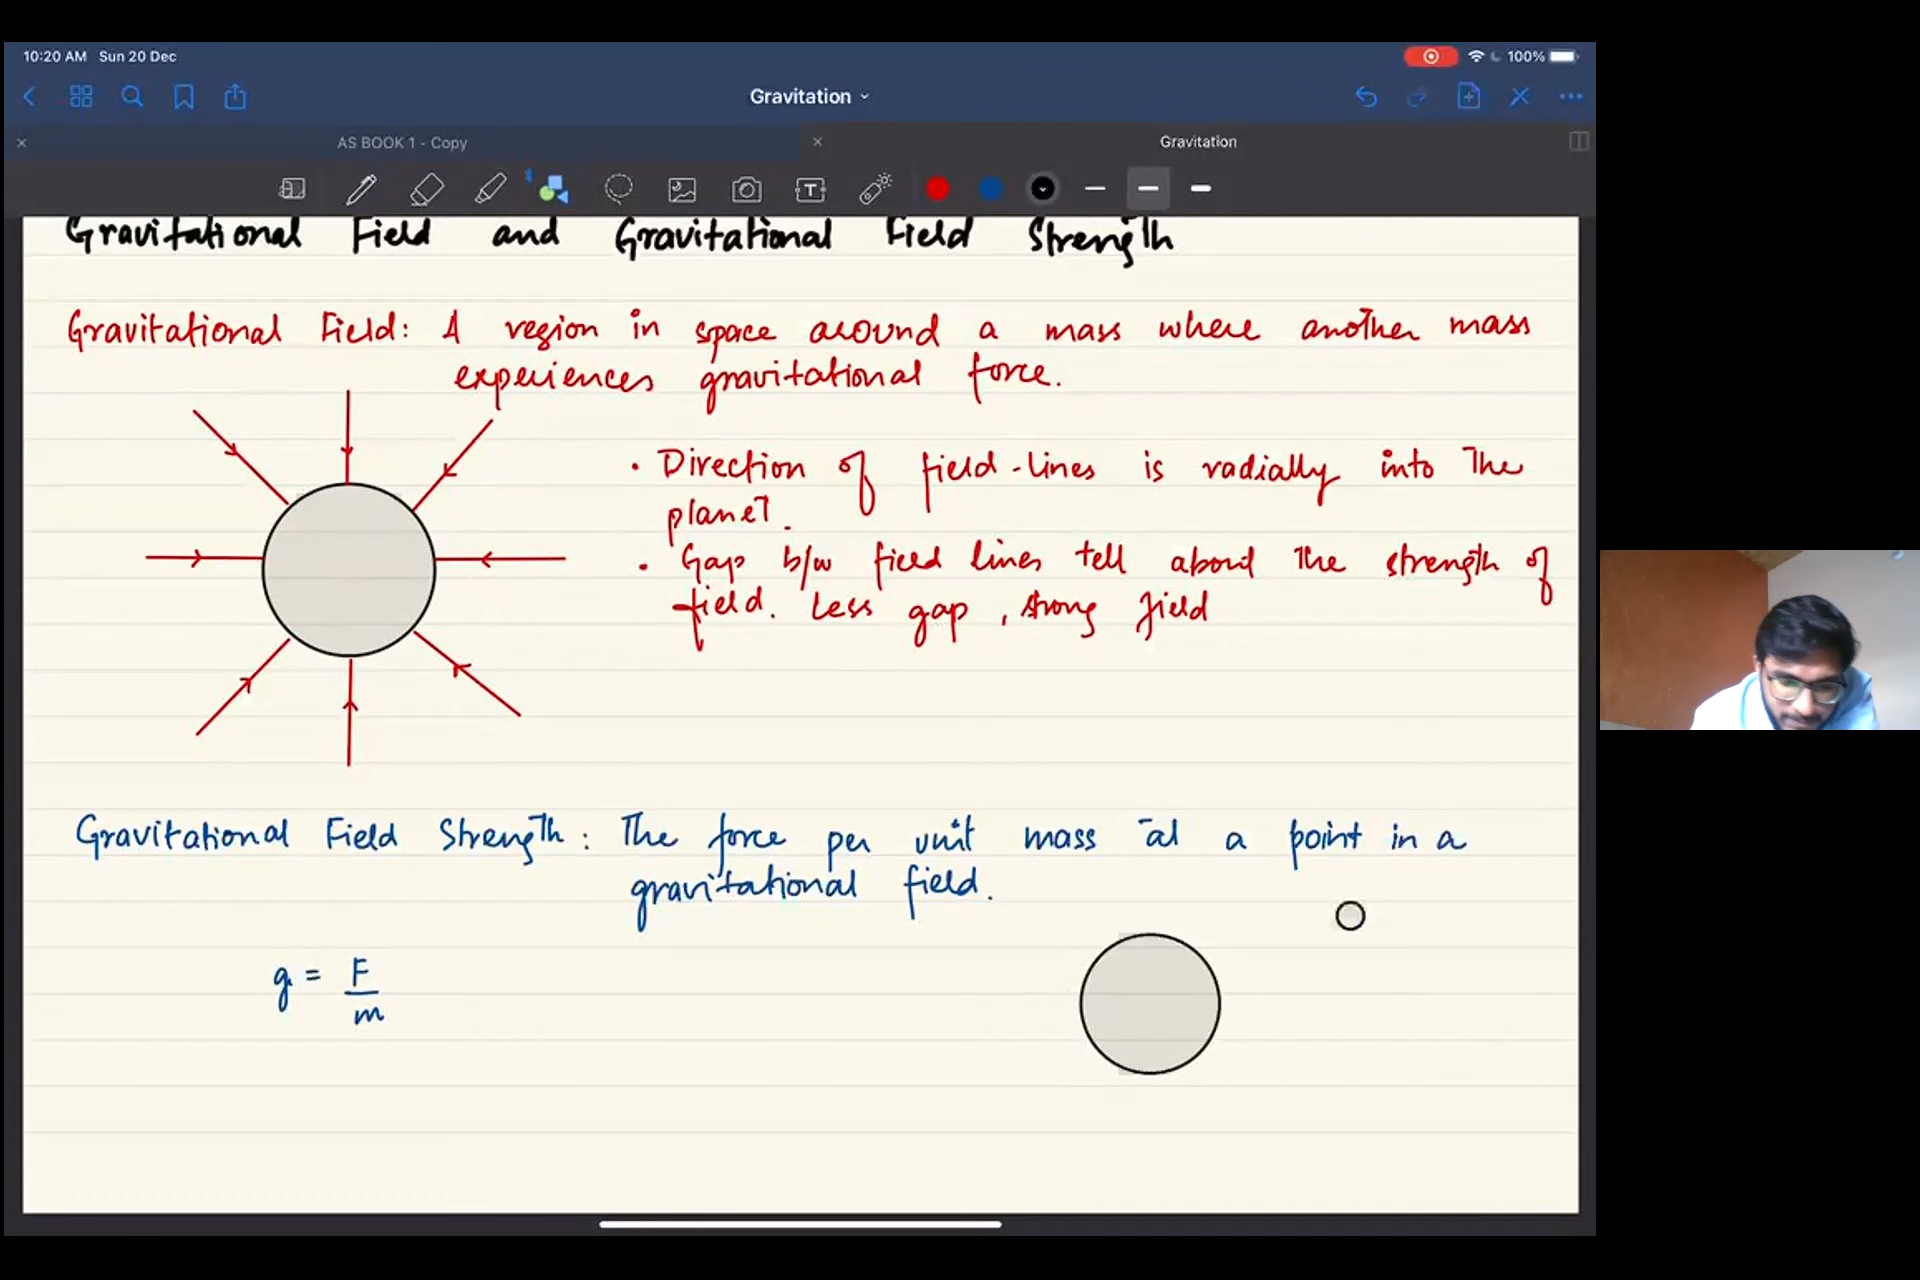 10:20 AM Sun 20 Dec
100%
Gravitation
AS BOOK 1 - Copy
Gravitation
Gravitational Field and Gravitational Field Strength
Gravitational Field: A region in space around a mass where another mass
experiences gravitational force.
• Direction of field-lines is radially into the
planet.
• Gap b/w field lines tell about the strength of
field. Less gap, strong field
Gravitational Field Strength: The force per unit mass at a point in a
gravitational field.
g = F
m